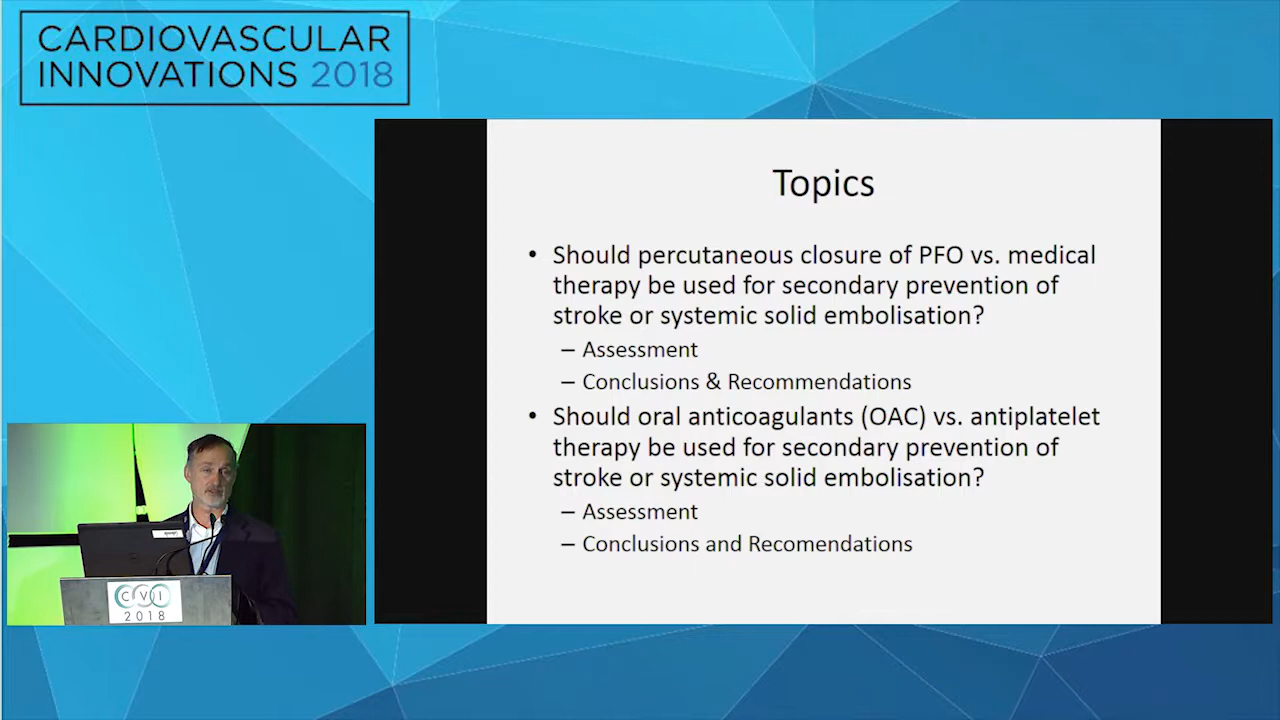 CARDIOVASCULAR
INNOVATIONS 2018
Topics
• Should percutaneous closure of PFO vs. medical
therapy be used for secondary prevention of
stroke or systemic solid embolisation?
– Assessment
– Conclusions & Recommendations
• Should oral anticoagulants (OAC) vs. antiplatelet
therapy be used for secondary prevention of
stroke or systemic solid embolisation?
– Assessment
– Conclusions and Recomendations
CVI
2018